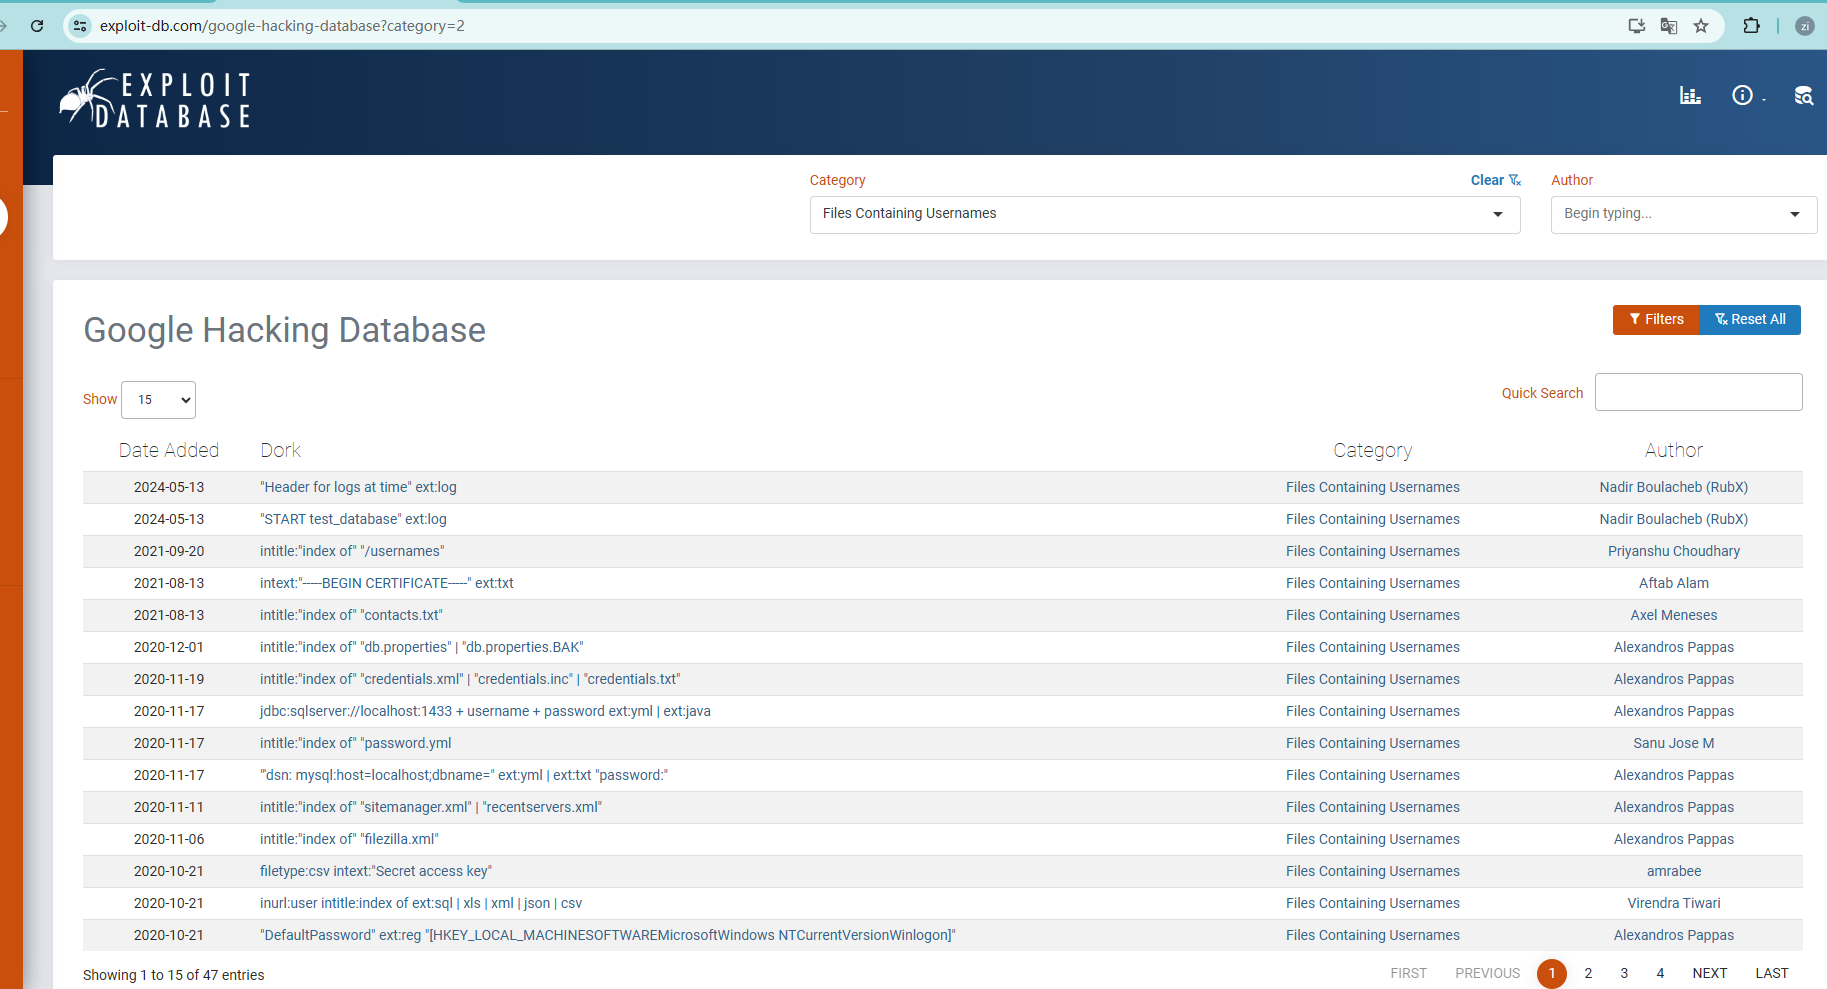 exploit-db.com/google-hacking-database?category=2
zi
EXPLOIT
DATABASE
Category
Clear
Author
Files Containing Usernames
Begin typing...
Google Hacking Database
Filters
Reset All
Show 15
Quick Search
Date Added Dork Category Author
2024-05-13 "Header for logs at time" ext:log Files Containing Usernames Nadir Boulacheb (RubX)
2024-05-13 "START test_database" ext:log Files Containing Usernames Nadir Boulacheb (RubX)
2021-09-20 intitle:"index of" "/usernames" Files Containing Usernames Priyanshu Choudhary
2021-08-13 intext:"-----BEGIN CERTIFICATE-----" ext:txt Files Containing Usernames Aftab Alam
2021-08-13 intitle:"index of" "contacts.txt" Files Containing Usernames Axel Meneses
2020-12-01 intitle:"index of" "db.properties" | "db.properties.BAK" Files Containing Usernames Alexandros Pappas
2020-11-19 intitle:"index of" "credentials.xml" | "credentials.inc" | "credentials.txt" Files Containing Usernames Alexandros Pappas
2020-11-17 jdbc:sqlserver://localhost:1433 + username + password ext:yml | ext:java Files Containing Usernames Alexandros Pappas
2020-11-17 intitle:"index of" "password.yml Files Containing Usernames Sanu Jose M
2020-11-17 "'dsn: mysql:host=localhost;dbname=" ext:yml | ext:txt "password:" Files Containing Usernames Alexandros Pappas
2020-11-11 intitle:"index of" "sitemanager.xml" | "recentservers.xml" Files Containing Usernames Alexandros Pappas
2020-11-06 intitle:"index of" "filezilla.xml" Files Containing Usernames Alexandros Pappas
2020-10-21 filetype:csv intext:"Secret access key" Files Containing Usernames amrabee
2020-10-21 inurl:user intitle:index of ext:sql | xls | xml | json | csv Files Containing Usernames Virendra Tiwari
2020-10-21 "DefaultPassword" ext:reg "[HKEY_LOCAL_MACHINESOFTWAREMicrosoftWindows NTCurrentVersionWinlogon]" Files Containing Usernames Alexandros Pappas
Showing 1 to 15 of 47 entries
FIRST PREVIOUS 1 2 3 4 NEXT LAST